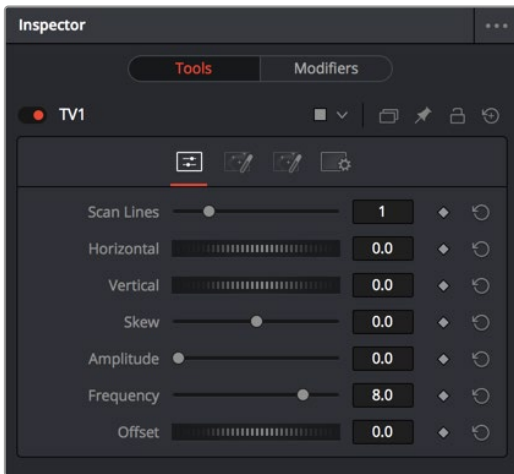 Inspector
Tools Modifiers
TV1
Scan Lines 1
Horizontal 0.0
Vertical 0.0
Skew 0.0
Amplitude 0.0
Frequency 8.0
Offset 0.0